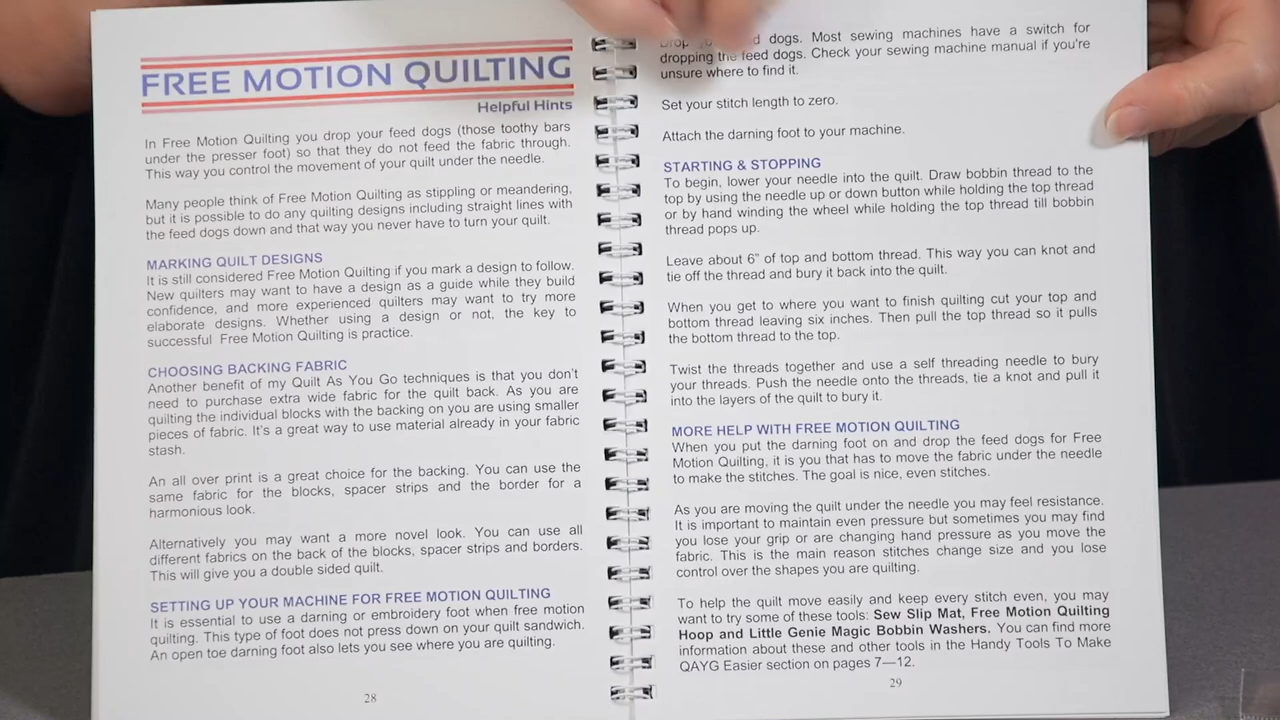 FREE MOTION QUILTING
Helpful Hints
In Free Motion Quilting you drop your feed dogs (those toothy bars
under the presser foot) so that they do not feed the fabric through.
This way you control the movement of your quilt under the needle.
Many people think of Free Motion Quilting as stippling or meandering,
but it is possible to do any quilting designs including straight lines with
the feed dogs down and that way you never have to turn your quilt.
MARKING QUILT DESIGNS
It is still considered Free Motion Quilting if you mark a design to follow.
New quilters may want to have a design as a guide while they build
confidence, and more experienced quilters may want to try more
elaborate designs. Whether using a design or not, the key to
successful Free Motion Quilting is practice.
CHOOSING BACKING FABRIC
Another benefit of my Quilt As You Go techniques is that you don't
need to purchase extra wide fabric for the quilt back. As you are
quilting the individual blocks with the backing on you are using smaller
pieces of fabric. It's a great way to use material already in your fabric
stash.
An all over print is a great choice for the backing. You can use the
same fabric for the blocks, spacer strips and the border for a
harmonious look.
Alternatively you may want a more novel look. You can use all
different fabrics on the back of the blocks, spacer strips and borders.
This will give you a double sided quilt.
SETTING UP YOUR MACHINE FOR FREE MOTION QUILTING
It is essential to use a darning or embroidery foot when free motion
quilting. This type of foot does not press down on your quilt sandwich.
An open toe darning foot also lets you see where you are quilting.
28
Drop dogs. Most sewing machines have a switch for
dropping the feed dogs. Check your sewing machine manual if you're
unsure where to find it.
Set your stitch length to zero.
Attach the darning foot to your machine.
STARTING & STOPPING
To begin, lower your needle into the quilt. Draw bobbin thread to the
top by using the needle up or down button while holding the top thread
or by hand winding the wheel while holding the top thread till bobbin
thread pops up.
Leave about 6” of top and bottom thread. This way you can knot and
tie off the thread and bury it back into the quilt.
When you get to where you want to finish quilting cut your top and
bottom thread leaving six inches. Then pull the top thread so it pulls
the bottom thread to the top.
Twist the threads together and use a self threading needle to bury
your threads. Push the needle onto the threads, tie a knot and pull it
into the layers of the quilt to bury it.
MORE HELP WITH FREE MOTION QUILTING
When you put the darning foot on and drop the feed dogs for Free
Motion Quilting, it is you that has to move the fabric under the needle
to make the stitches. The goal is nice, even stitches.
As you are moving the quilt under the needle you may feel resistance.
It is important to maintain even pressure but sometimes you may find
you lose your grip or are changing hand pressure as you move the
fabric. This is the main reason stitches change size and you lose
control over the shapes you are quilting.
To help the quilt move easily and keep every stitch even, you may
want to try some of these tools: Sew Slip Mat, Free Motion Quilting
Hoop and Little Genie Magic Bobbin Washers. You can find more
information about these and other tools in the Handy Tools To Make
QAYG Easier section on pages 7—12.
29